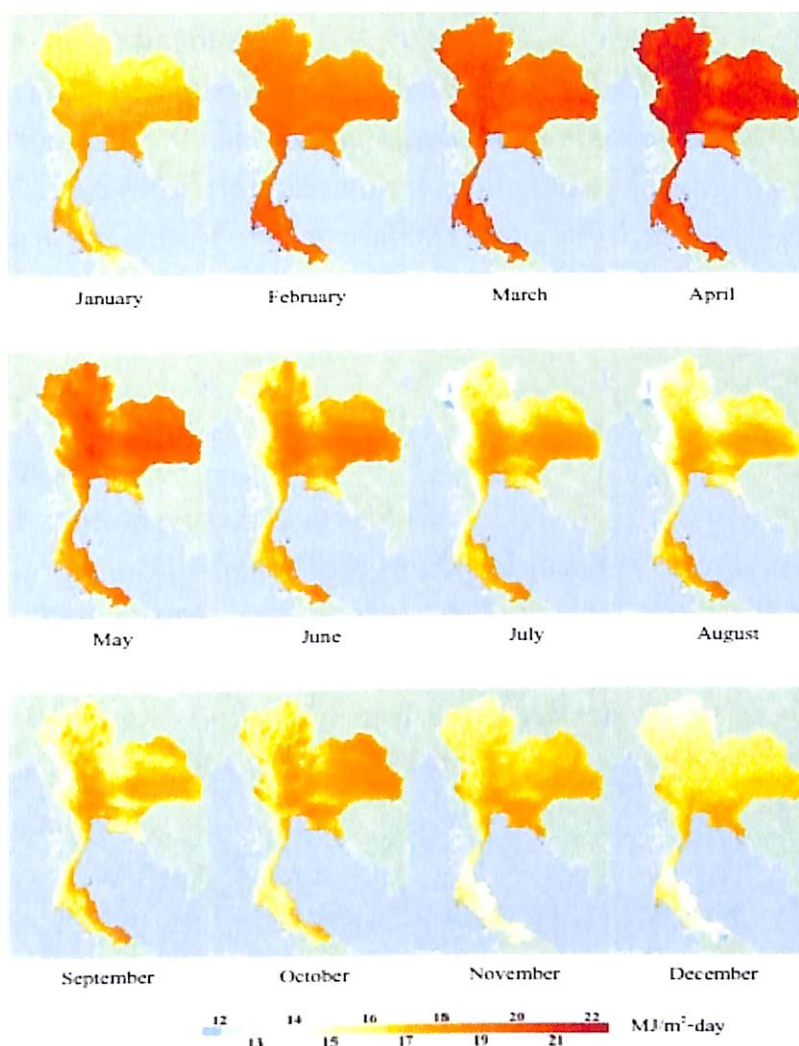 January February March April
May June July August
September October November December
12 14 16 18 20 22 MJ/m²-day
13 15 17 19 21